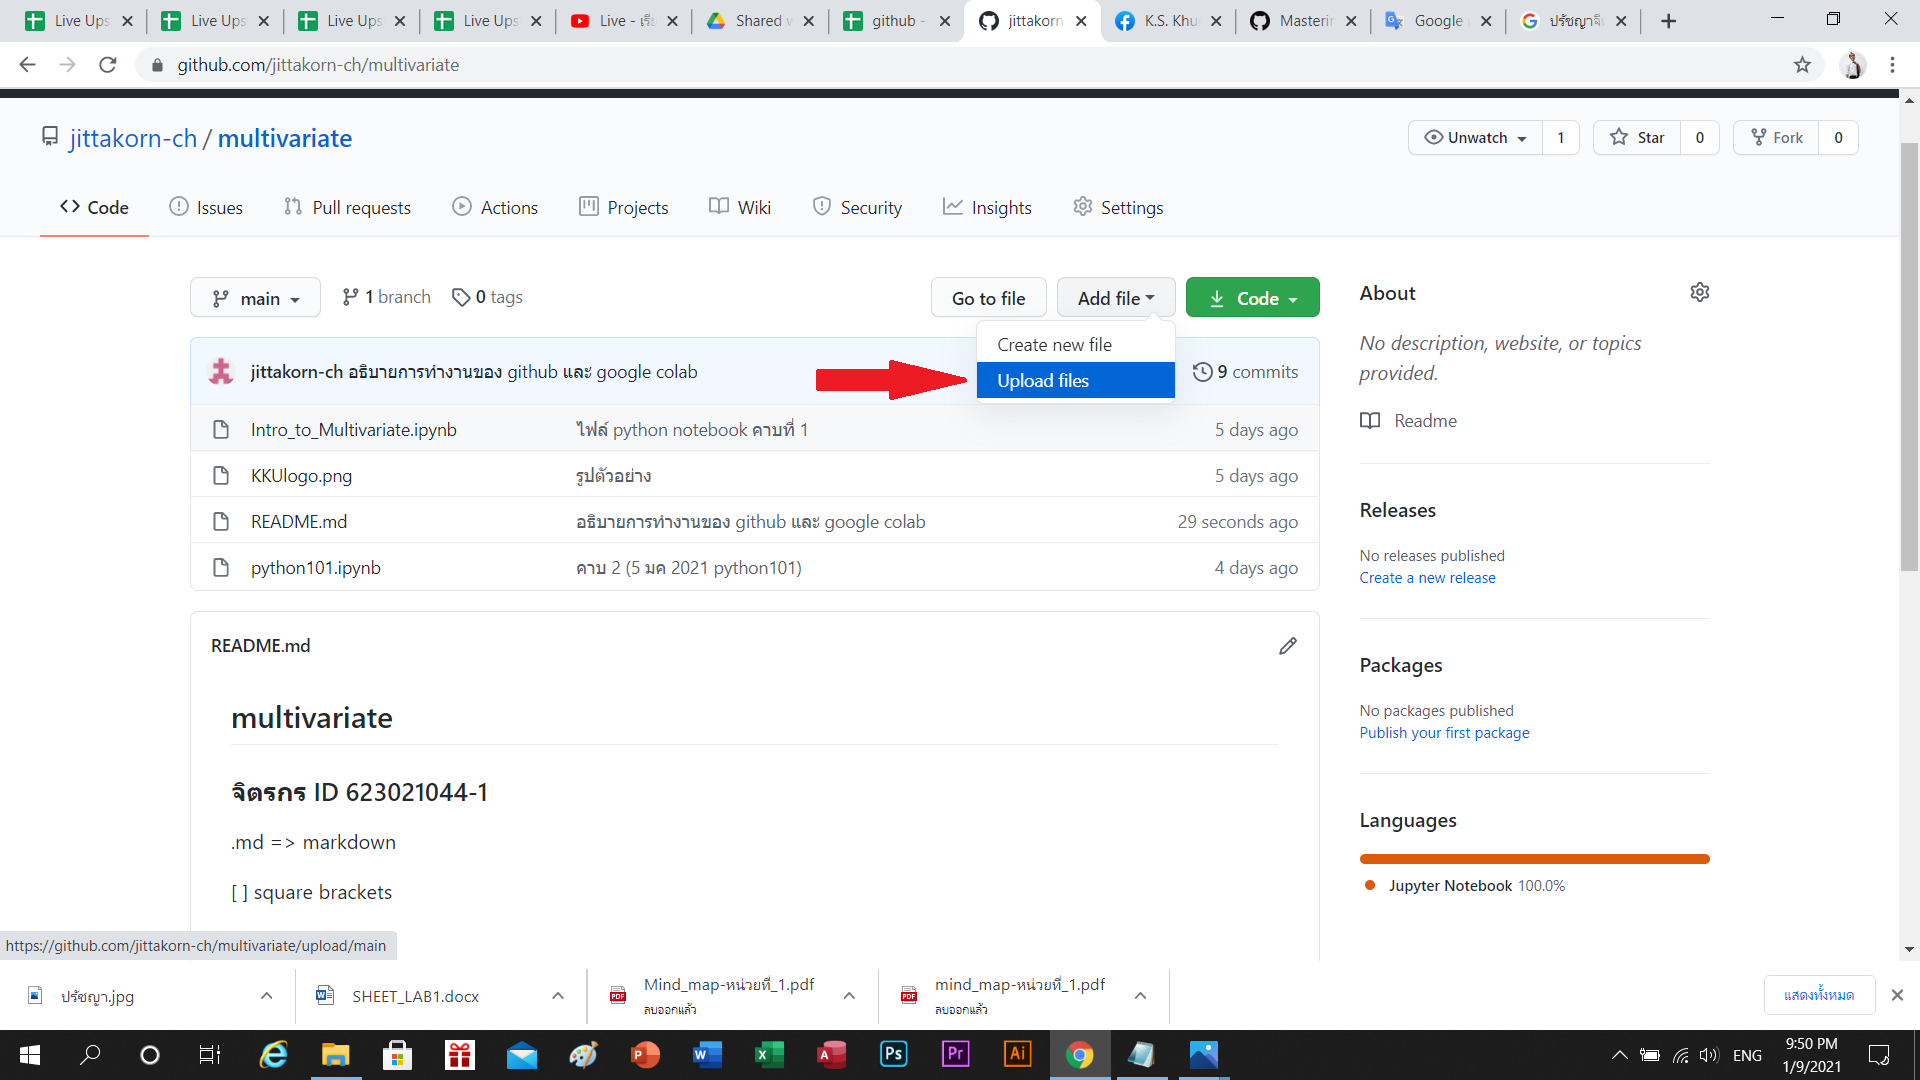 Live Ups
Live Ups
Live Ups
Live Ups
Live - เรีย
Shared w
github -
jittakorn
K.S. Khu
Masterin
Google
ปรัชญาจีน
github.com/jittakorn-ch/multivariate
jittakorn-ch / multivariate
Unwatch 1
Star 0
Fork 0
Code
Issues
Pull requests
Actions
Projects
Wiki
Security
Insights
Settings
main
1 branch
0 tags
Go to file
Add file
Code
Create new file
Upload files
jittakorn-ch อธิบายการทำงานของ github และ google colab
9 commits
Intro_to_Multivariate.ipynb ไฟล์ python notebook คาบที่ 1 5 days ago
KKUlogo.png รูปตัวอย่าง 5 days ago
README.md อธิบายการทำงานของ github และ google colab 29 seconds ago
python101.ipynb คาบ 2 (5 มค 2021 python101) 4 days ago
README.md
multivariate
จิตรกร ID 623021044-1
.md => markdown
[ ] square brackets
About
No description, website, or topics
provided.
Readme
Releases
No releases published
Create a new release
Packages
No packages published
Publish your first package
Languages
Jupyter Notebook 100.0%
https://github.com/jittakorn-ch/multivariate/upload/main
ปรัชญา.jpg
SHEET_LAB1.docx
Mind_map-หน่วยที่_1.pdf
ลบออกแล้ว
mind_map-หน่วยที่_1.pdf
ลบออกแล้ว
แสดงทั้งหมด
ENG
9:50 PM
1/9/2021